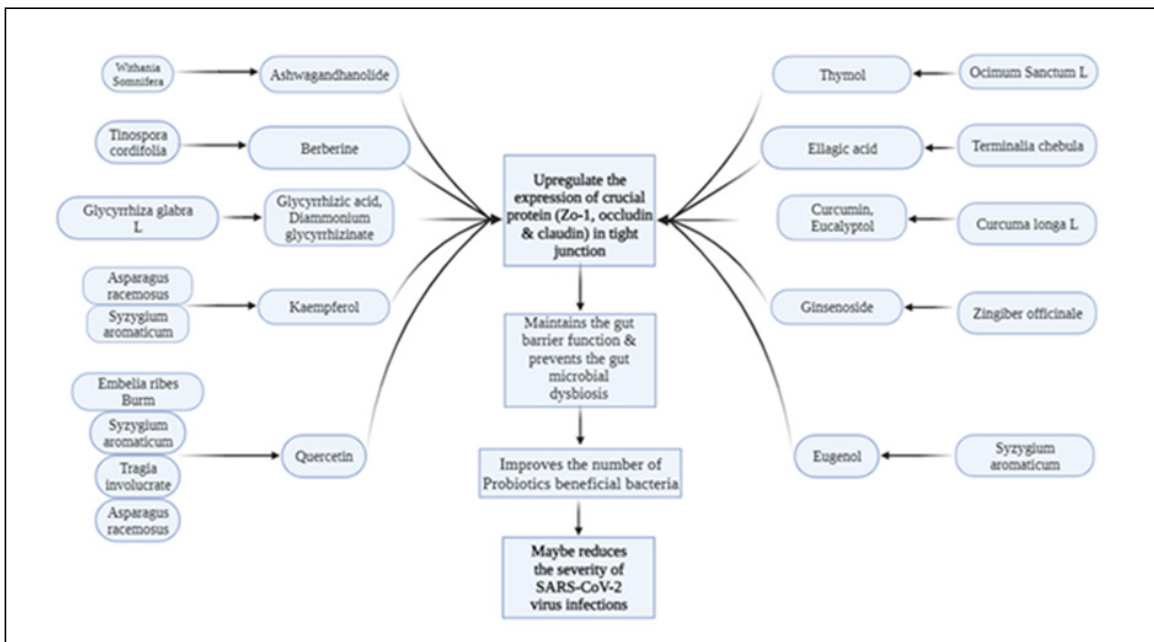 Withania
Somnifera
Ashwagandhanolide
Tinospora
cordifolia
Berberine
Glycyrrhiza glabra
L
Glycyrrhizic acid,
Diammonium
glycyrrhizinate
Asparagus
racemosus
Syzygium
aromaticum
Kaempferol
Embelia ribes
Burm
Syzygium
aromaticum
Tragia
involucrate
Asparagus
racemosus
Quercetin
Upregulate the
expression of crucial
protein (Zo-1, occludin
& claudin) in tight
junction
Maintains the gut
barrier function &
prevents the gut
microbial
dysbiosis
Improves the number of
Probiotics beneficial bacteria
Maybe reduces
the severity of
SARS-CoV-2
virus infections
Thymol
Ocimum Sanctum L
Ellagic acid
Terminalia chebula
Curcumin,
Eucalyptol
Curcuma longa L
Ginsenoside
Zingiber officinale
Eugenol
Syzygium
aromaticum